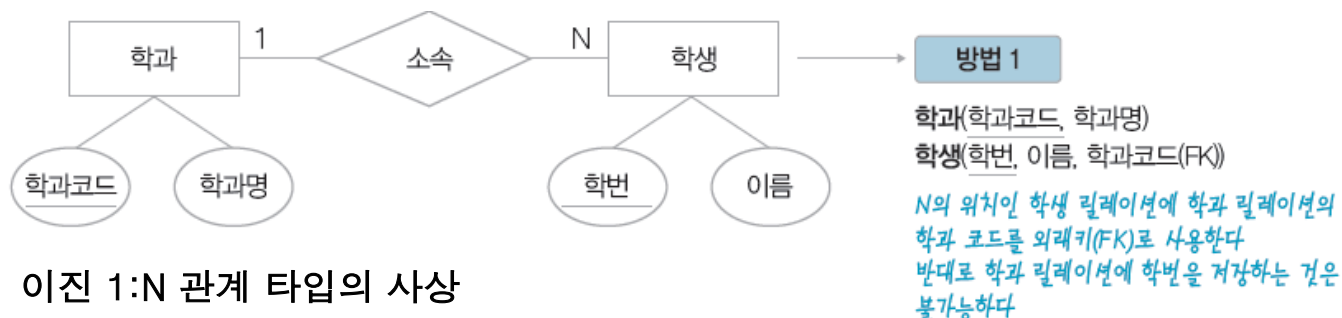 학과
1
소속
N
학생
방법 1
학과코드
학과명
학번
이름
학과(학과코드, 학과명)
학생(학번, 이름, 학과코드(FK))
N의 위치인 학생 릴레이션에 학과 릴레이션의
학과 코드를 외래키(FK)로 사용한다
반대로 학과 릴레이션에 학번을 저장하는 것은
불가능하다
이진 1:N 관계 타입의 사상